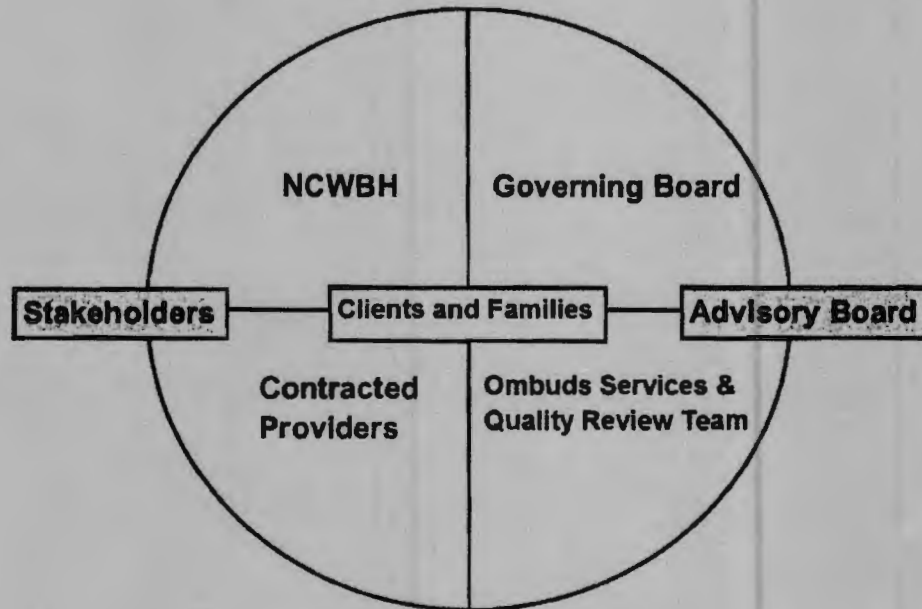 NCWBH
Governing Board
Stakeholders
Clients and Families
Advisory Board
Contracted
Providers
Ombuds Services &
Quality Review Team